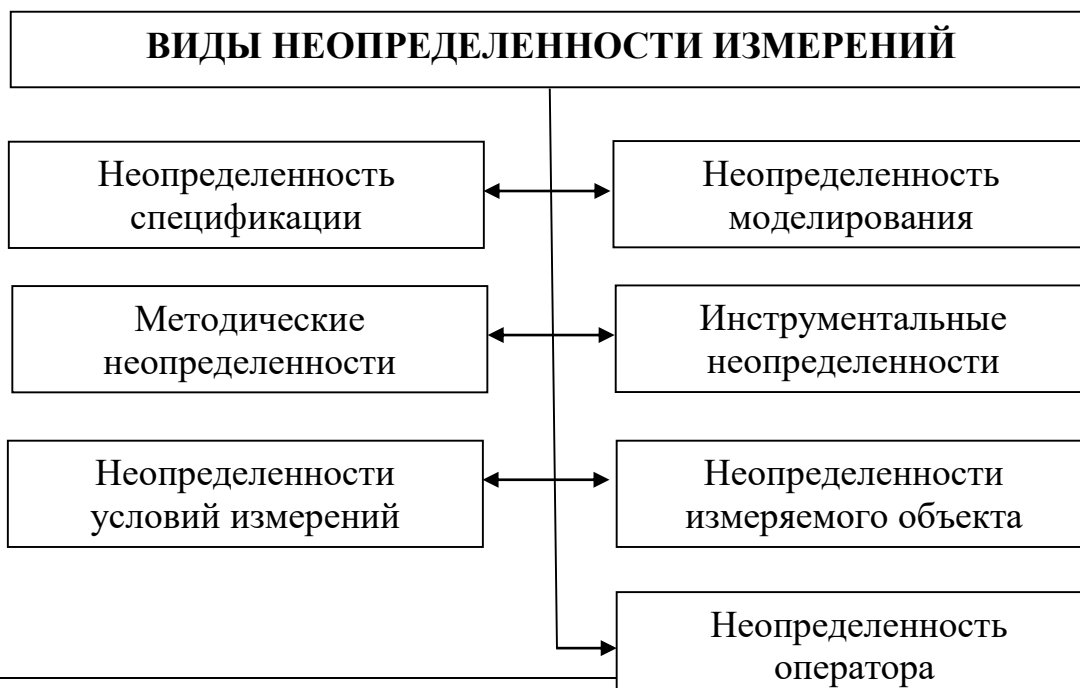 ВИДЫ НЕОПРЕДЕЛЕННОСТИ ИЗМЕРЕНИЙ
Неопределенность
спецификации
Неопределенность
моделирования
Методические
неопределенности
Инструментальные
неопределенности
Неопределенности
условий измерений
Неопределенности
измеряемого объекта
Неопределенность
оператора